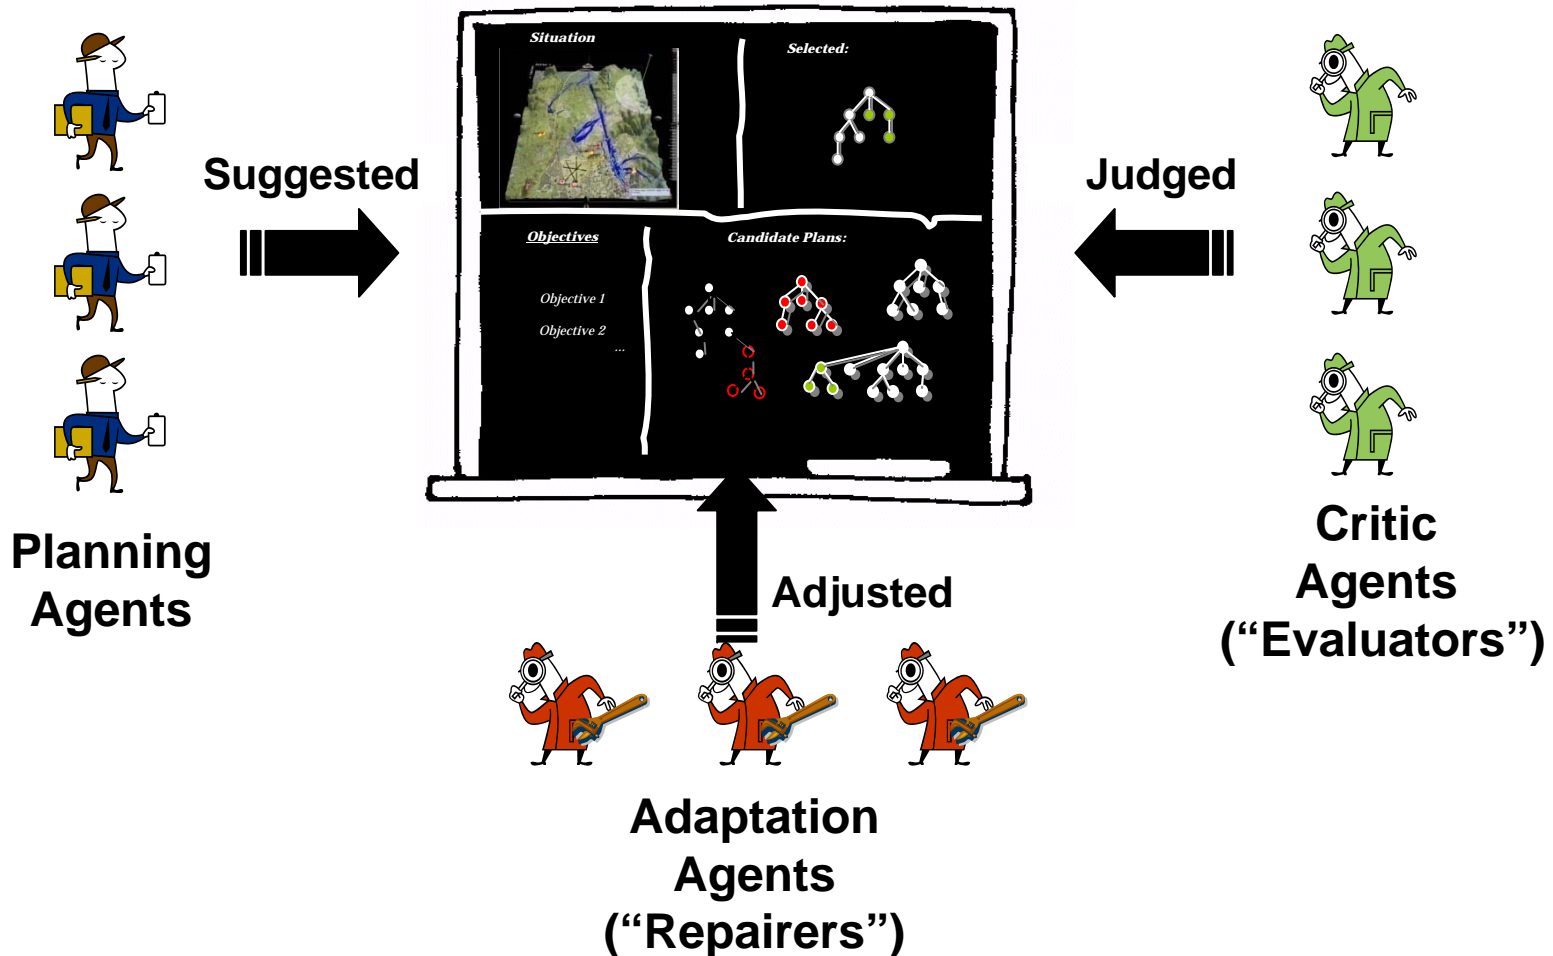 Situation
Selected:
Suggested
Judged
Objectives
Candidate Plans:
Objective 1
Objective 2
...
Planning
Agents
Critic
Agents
(“Evaluators”)
Adjusted
Adaptation
Agents
(“Repairers”)